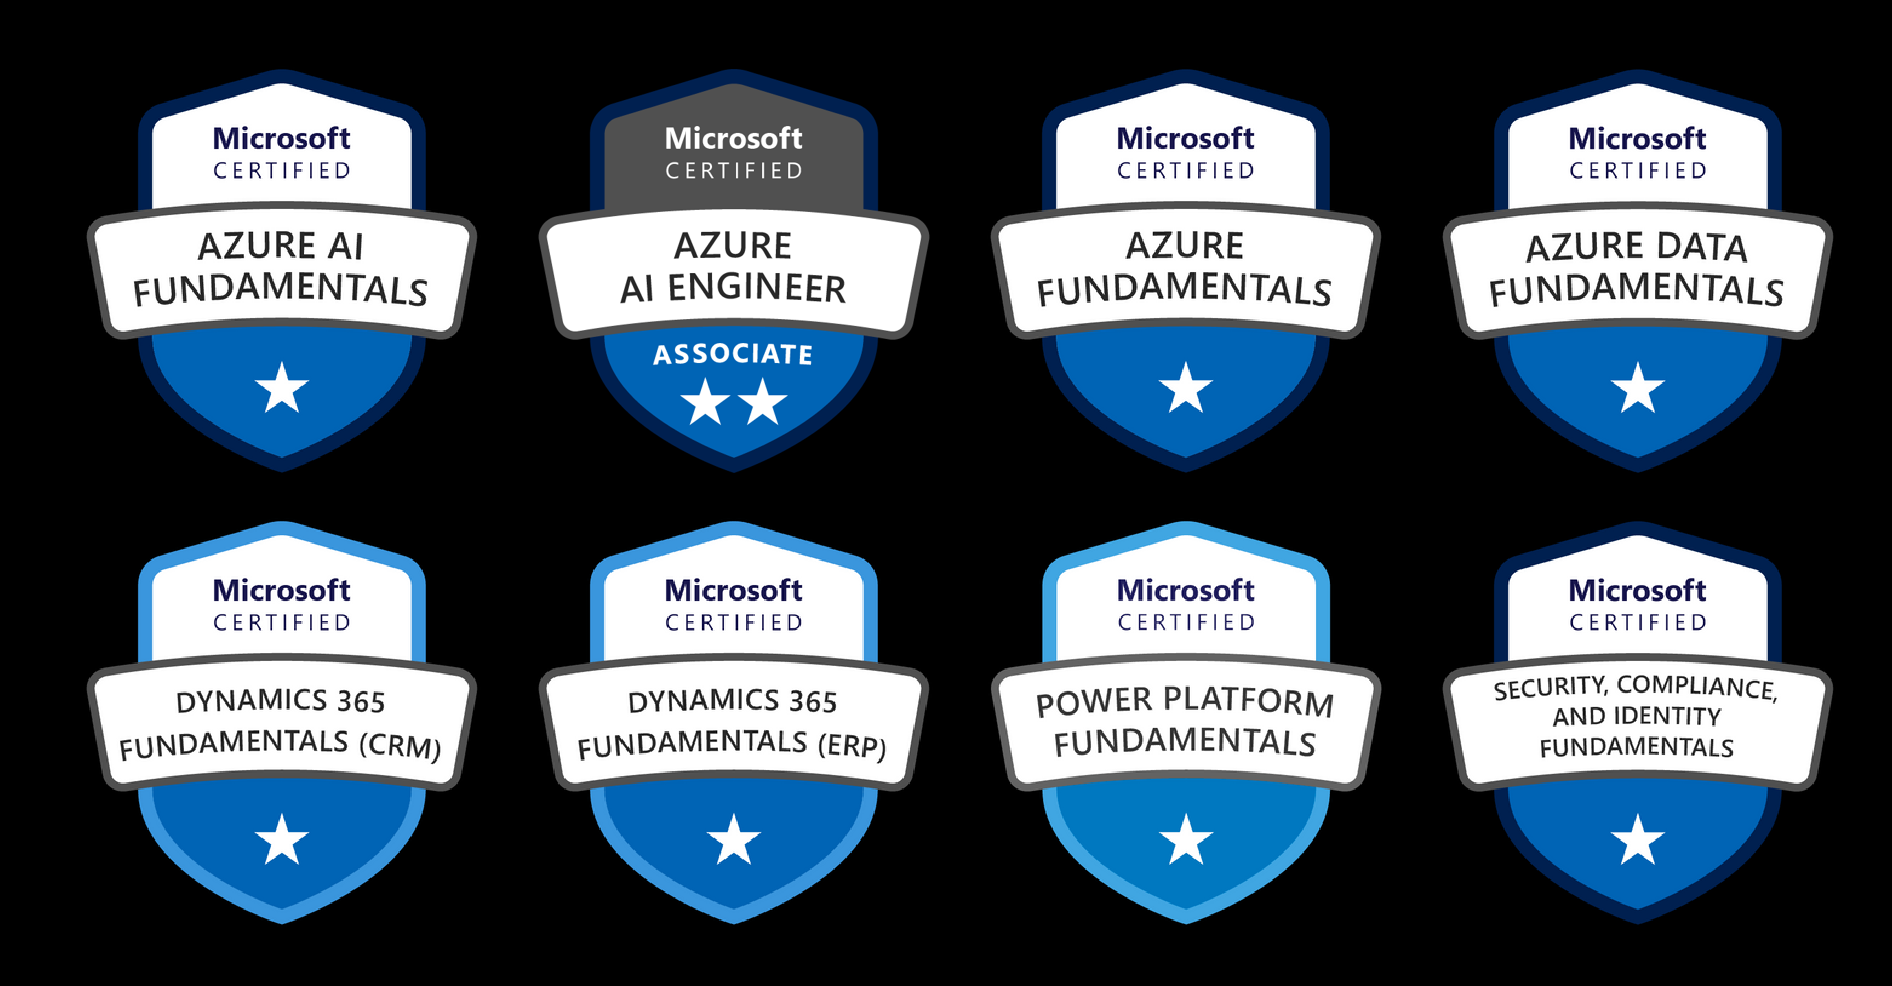 Microsoft
CERTIFIED
AZURE AI
FUNDAMENTALS
Microsoft
CERTIFIED
AZURE
AI ENGINEER
ASSOCIATE
Microsoft
CERTIFIED
AZURE
FUNDAMENTALS
Microsoft
CERTIFIED
AZURE DATA
FUNDAMENTALS
Microsoft
CERTIFIED
DYNAMICS 365
FUNDAMENTALS (CRM)
Microsoft
CERTIFIED
DYNAMICS 365
FUNDAMENTALS (ERP)
Microsoft
CERTIFIED
POWER PLATFORM
FUNDAMENTALS
Microsoft
CERTIFIED
SECURITY, COMPLIANCE,
AND IDENTITY
FUNDAMENTALS